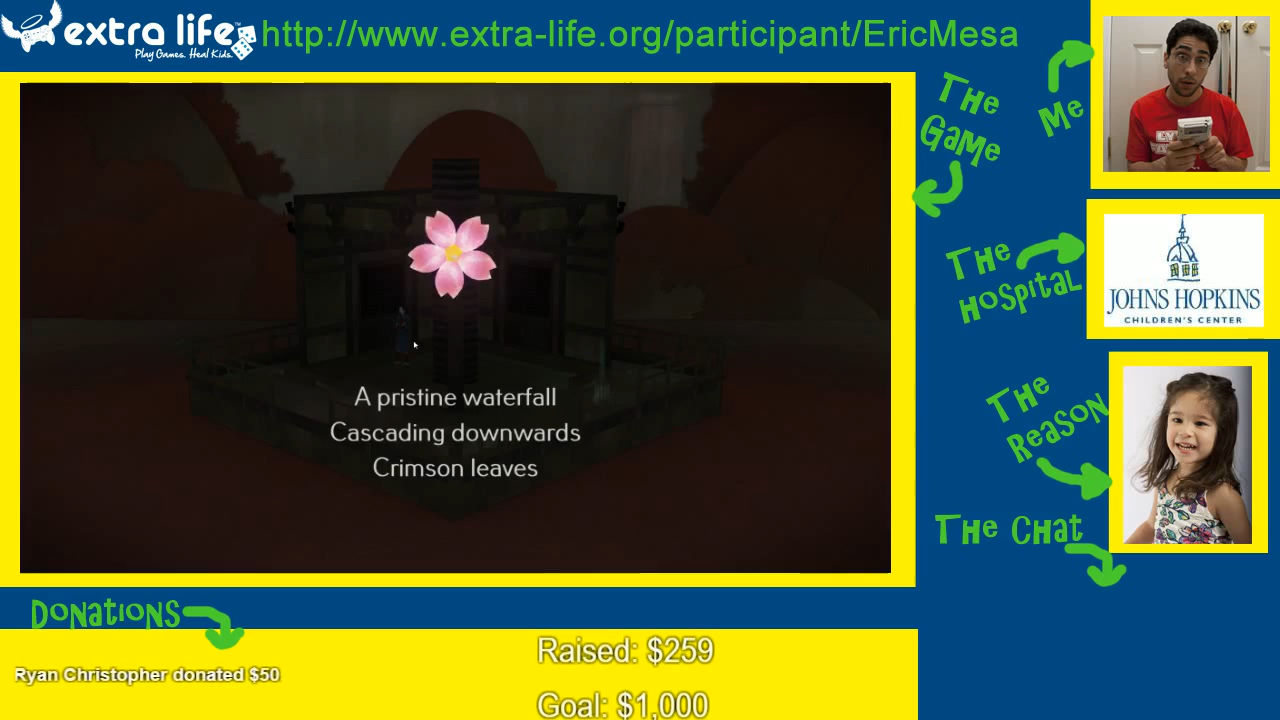 extra life
Play Games. Heal Kids.
http://www.extra-life.org/participant/EricMesa
The Game
Me
A pristine waterfall
Cascading downwards
Crimson leaves
The Hospital
JOHNS HOPKINS
CHILDREN'S CENTER
The Reason
The Chat
Donations
Ryan Christopher donated $50
Raised: $259
Goal: $1,000